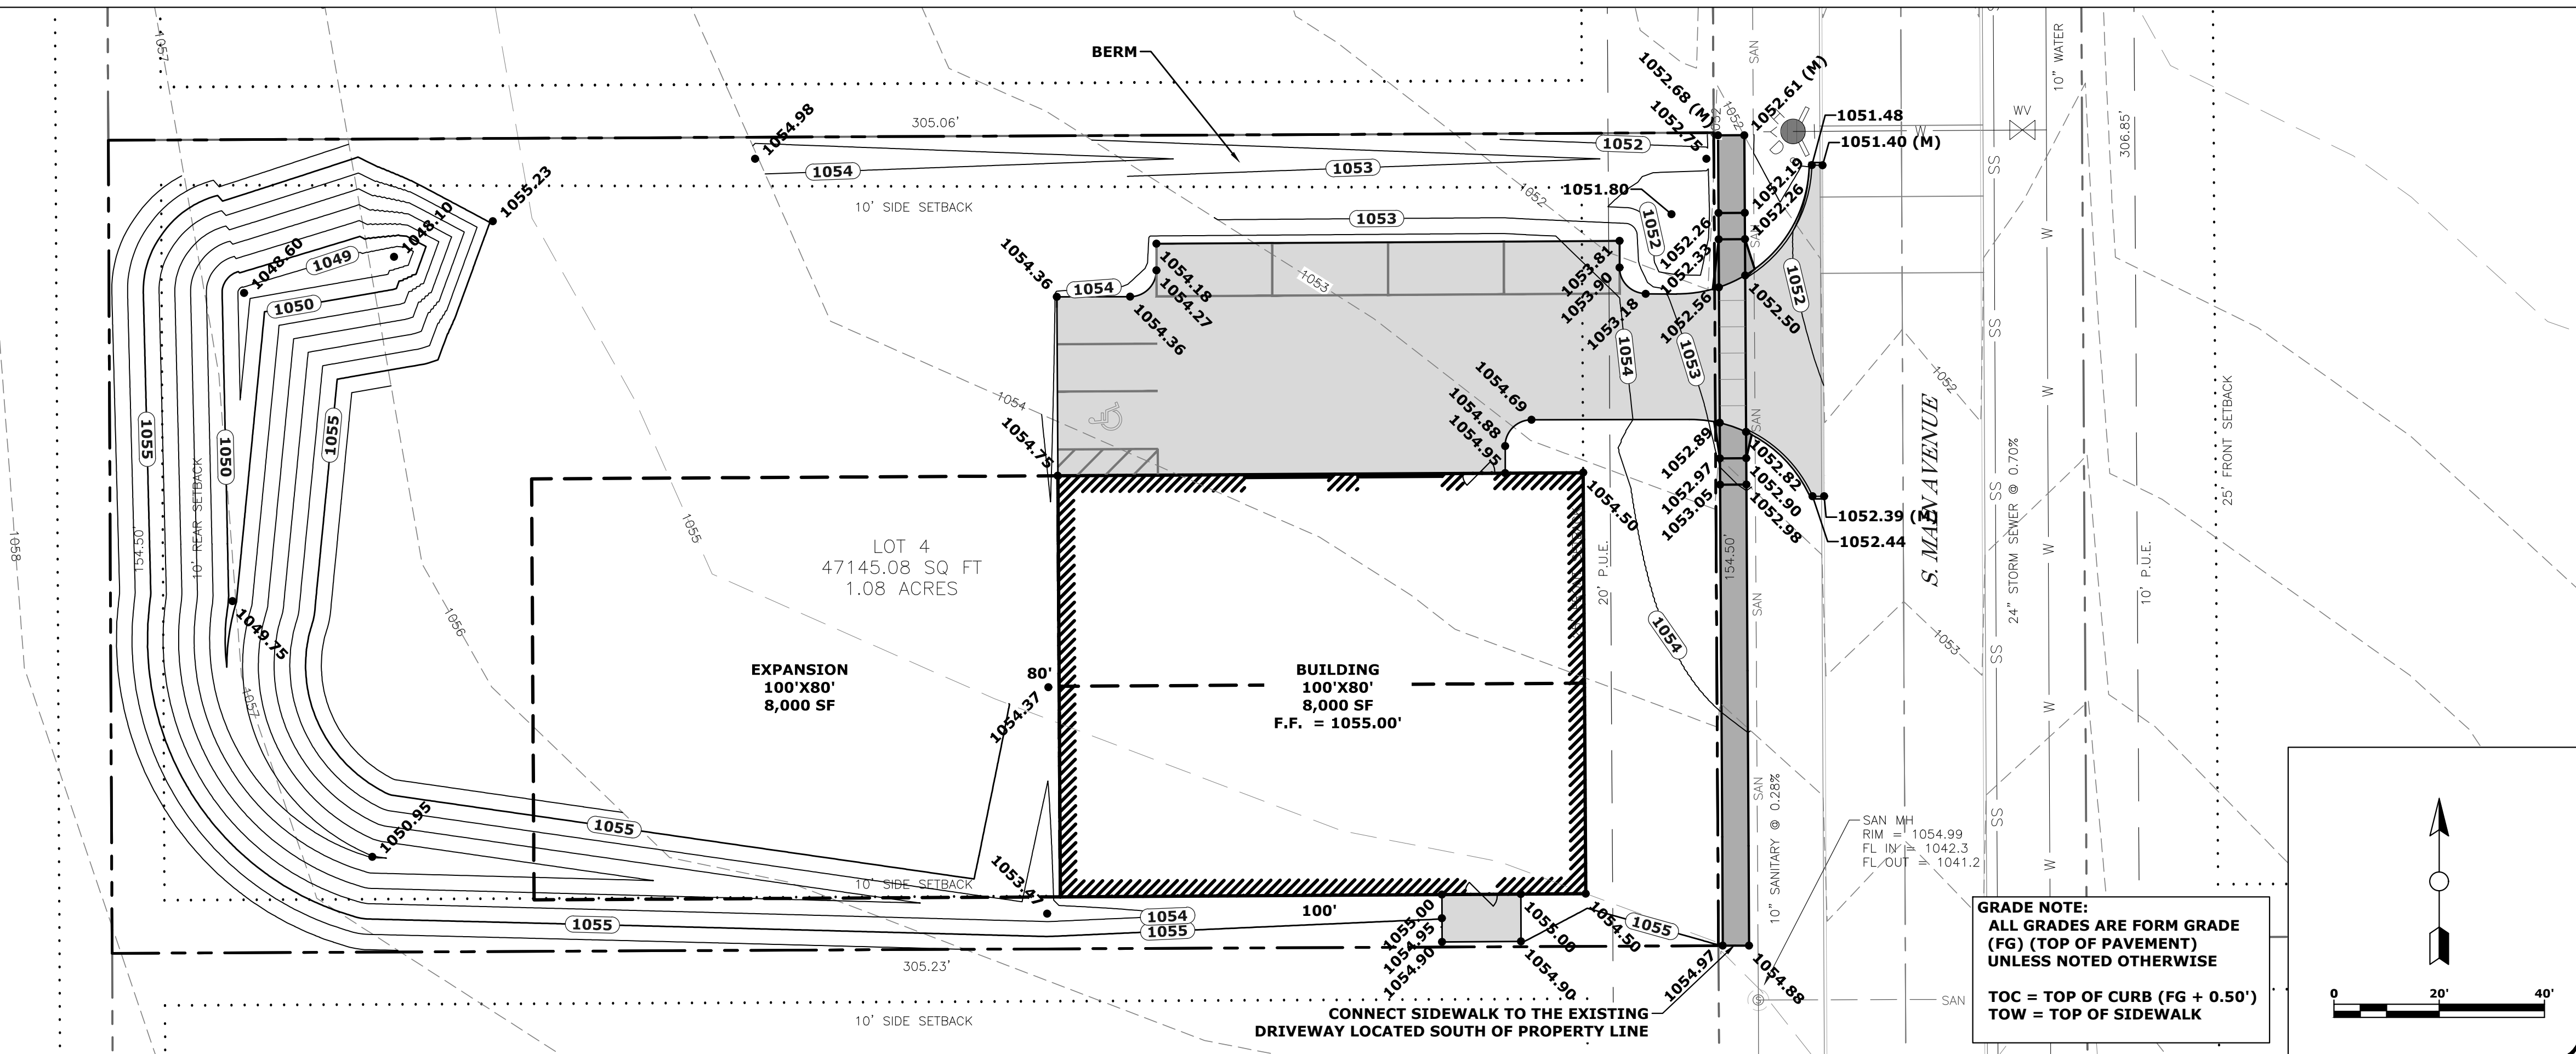 10" WATER
BERM
1057
1052.68 (M)
1052.75
1052
1052
1052.61 (M)
SAN
WV
W
1051.48
1051.40 (M)
306.85'
305.06'
1054.98
1054
1053
1052
1055.23
10' SIDE SETBACK
1051.80
1052.19
1052.26
1052
1048.10
1048.60
1049
1050
1053
1052
1052.26
1052.33
1052.56
1052.50
1052
SS
W
1054.36
1054
1054.18
1054.27
1054.36
1053
1053.81
1053.90
1053.18
1054
1053
1054
1054.75
1054.69
1054.88
1054.95
1052.89
1052.97
1053.05
1052.82
1052.90
1052.98
1052.39 (M)
1052.44
1054.50
1052
S. MAIN AVENUE
24" STORM SEWER @ 0.70%
25' FRONT SETBACK
10' P.U.E.
20' P.U.E.
154.50'
1055
1050
1055
154.50'
10' REAR SETBACK
1058
1056
1055
1057
1049.75
LOT 4
47145.08 SQ FT
1.08 ACRES
EXPANSION
100'X80'
8,000 SF
80'
1054.37
BUILDING
100'X80'
8,000 SF
F.F. = 1055.00'
1054
1053
1050.95
1055
10' SIDE SETBACK
1053.47
1055
1054
1055
100'
1055.00
1054.95
1054.90
1055.00
1054.90
1054.50
1055
1054.97
1054.88
10" SANITARY @ 0.28%
SAN MH
RIM = 1054.99
FL IN = 1042.3
FL OUT = 1041.2
SAN
305.23'
10' SIDE SETBACK
CONNECT SIDEWALK TO THE EXISTING
DRIVEWAY LOCATED SOUTH OF PROPERTY LINE
GRADE NOTE:
ALL GRADES ARE FORM GRADE
(FG) (TOP OF PAVEMENT)
UNLESS NOTED OTHERWISE
TOC = TOP OF CURB (FG + 0.50')
TOW = TOP OF SIDEWALK
0 20' 40'